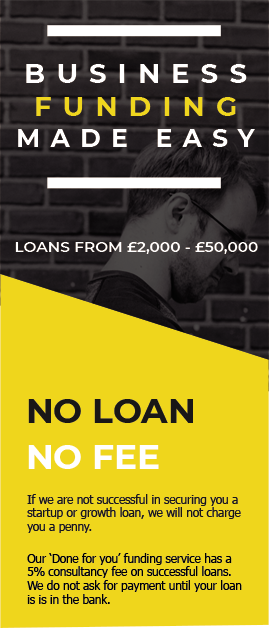 BUSINESS
FUNDING
MADE EASY
LOANS FROM £2,000 - £50,000
NO LOAN
NO FEE
If we are not successful in securing you a
startup or growth loan, we will not charge
you a penny.
Our ‘Done for you’ funding service has a
5% consultancy fee on successful loans.
We do not ask for payment until your loan
is is in the bank.